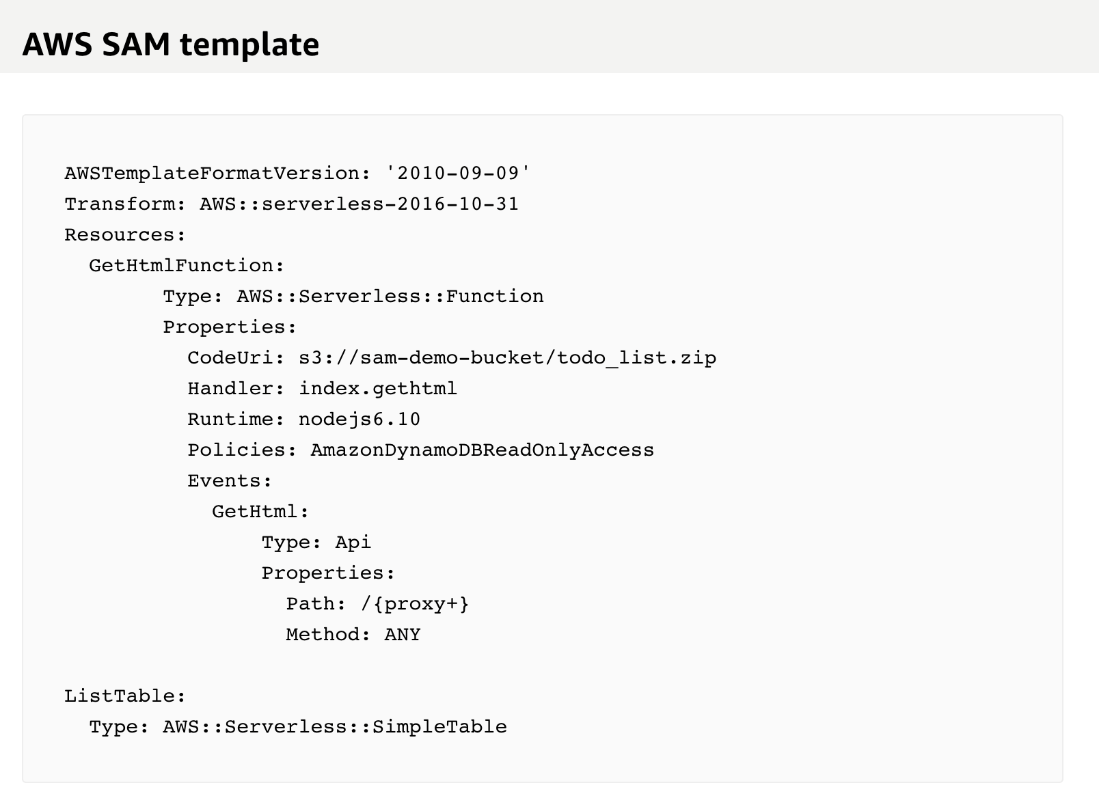 AWS SAM template
AWSTemplateFormatVersion: '2010-09-09'
Transform: AWS::serverless-2016-10-31
Resources:
  GetHtmlFunction:
        Type: AWS::Serverless::Function
        Properties:
          CodeUri: s3://sam-demo-bucket/todo_list.zip
          Handler: index.gethtml
          Runtime: nodejs6.10
          Policies: AmazonDynamoDBReadOnlyAccess
          Events:
            GetHtml:
                Type: Api
                Properties:
                  Path: /{proxy+}
                  Method: ANY
ListTable:
  Type: AWS::Serverless::SimpleTable